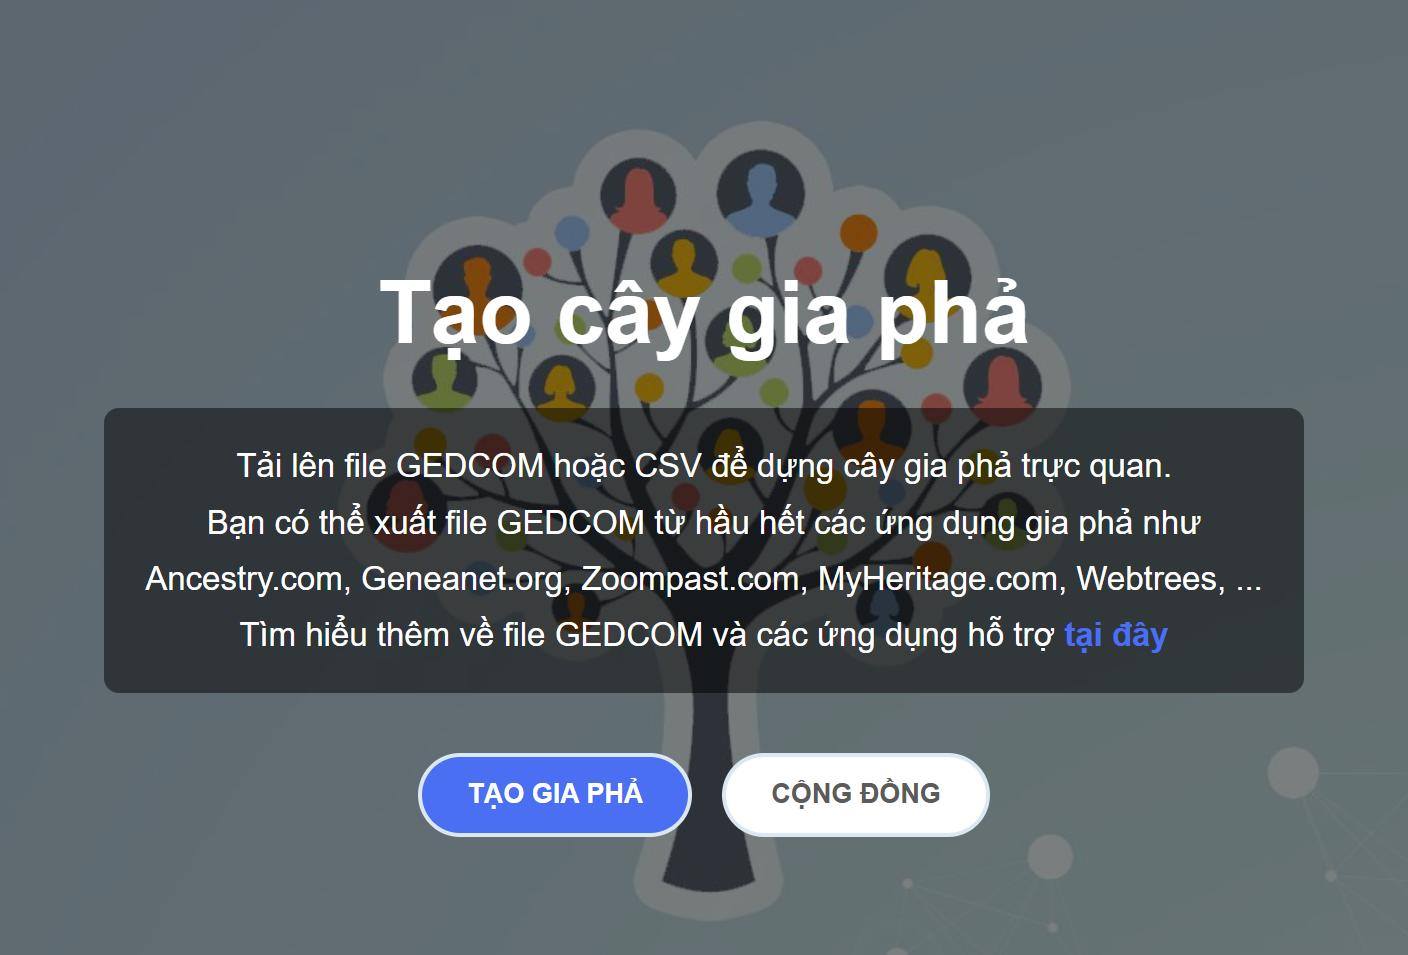 Tạo cây gia phả
Tải lên file GEDCOM hoặc CSV để dựng cây gia phả trực quan.
Bạn có thể xuất file GEDCOM từ hầu hết các ứng dụng gia phả như
Ancestry.com, Geneanet.org, Zoompast.com, MyHeritage.com, Webtrees, ...
Tìm hiểu thêm về file GEDCOM và các ứng dụng hỗ trợ tại đây
TẠO GIA PHẢ
CỘNG ĐỒNG